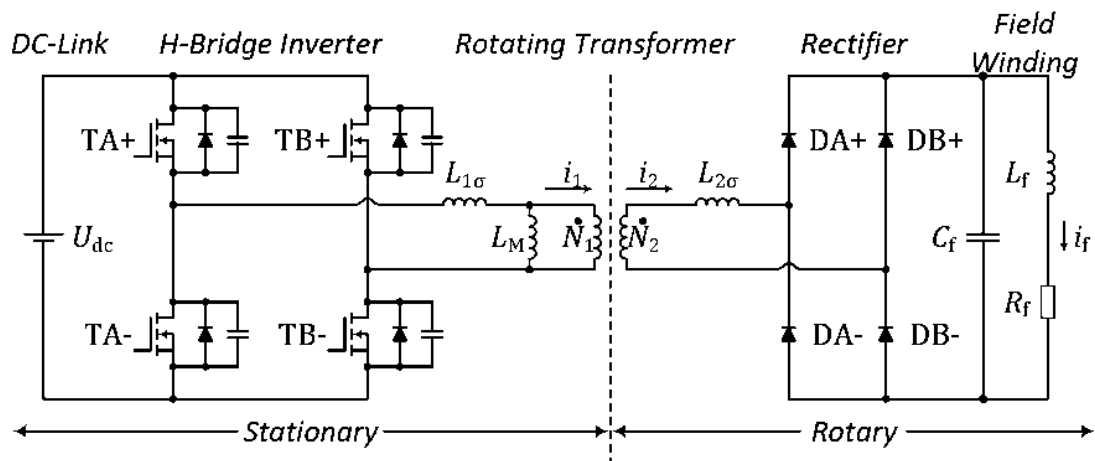 DC-Link H-Bridge Inverter Rotating Transformer Rectifier Field Winding
TA+ TB+ DA+ DB+
L1σ i1 i2 L2σ Lf
Udc LM N1 N2 Cf if
Rf
TA- TB- DA- DB-
Stationary Rotary